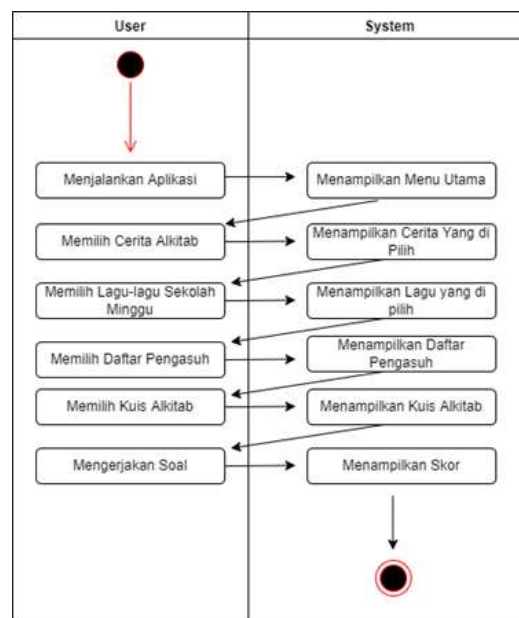 User
System
Menjalankan Aplikasi
Menampilkan Menu Utama
Memilih Cerita Alkitab
Menampilkan Cerita Yang di
Pilih
Memilih Lagu-lagu Sekolah
Minggu
Menampilkan Lagu yang di
pilih
Memilih Daftar Pengasuh
Menampilkan Daftar
Pengasuh
Memilih Kuis Alkitab
Menampilkan Kuis Alkitab
Mengerjakan Soal
Menampilkan Skor